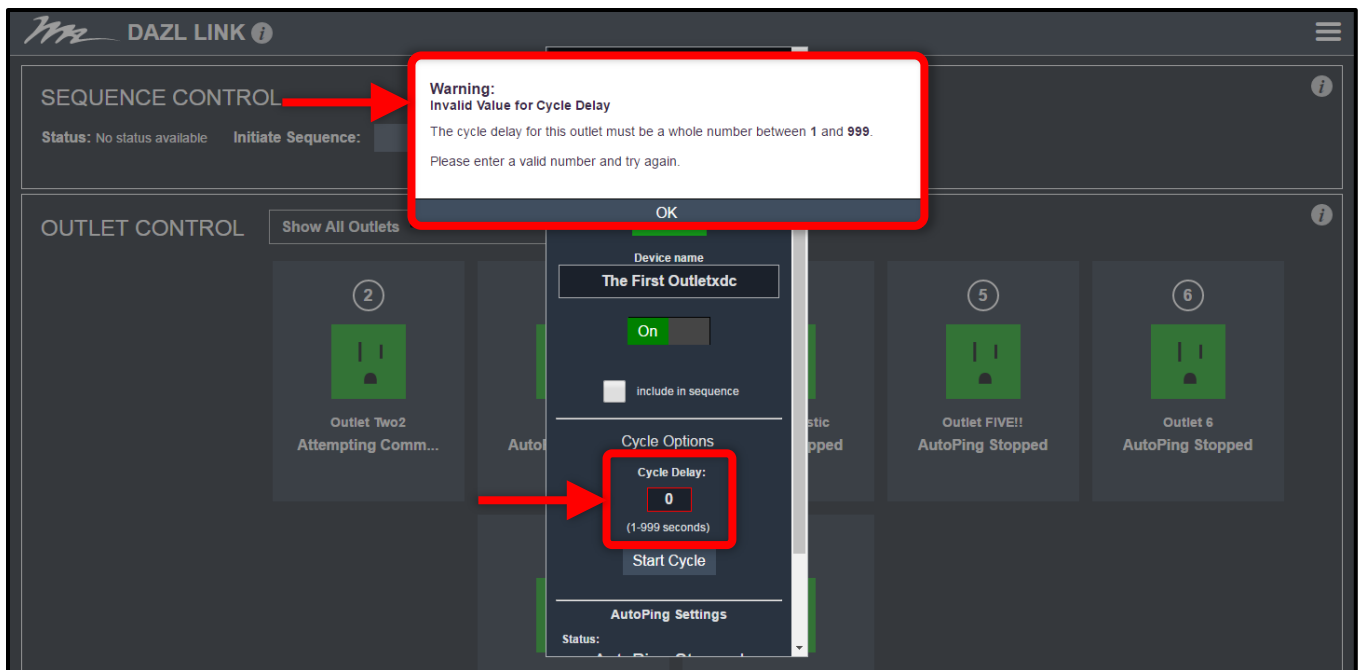 DAZL LINK i
SEQUENCE CONTROL
i
Status: No status available Initiate Sequence:
Warning:
Invalid Value for Cycle Delay
The cycle delay for this outlet must be a whole number between 1 and 999.
Please enter a valid number and try again.
OK
OUTLET CONTROL Show All Outlets
i
Device name
The First Outletxdc
On
include in sequence
Cycle Options
Cycle Delay:
0
(1-999 seconds)
Start Cycle
AutoPing Settings
Status:
2
Outlet Two2
Attempting Comm...
stic
pped
5
Outlet FIVE!!
AutoPing Stopped
6
Outlet 6
AutoPing Stopped